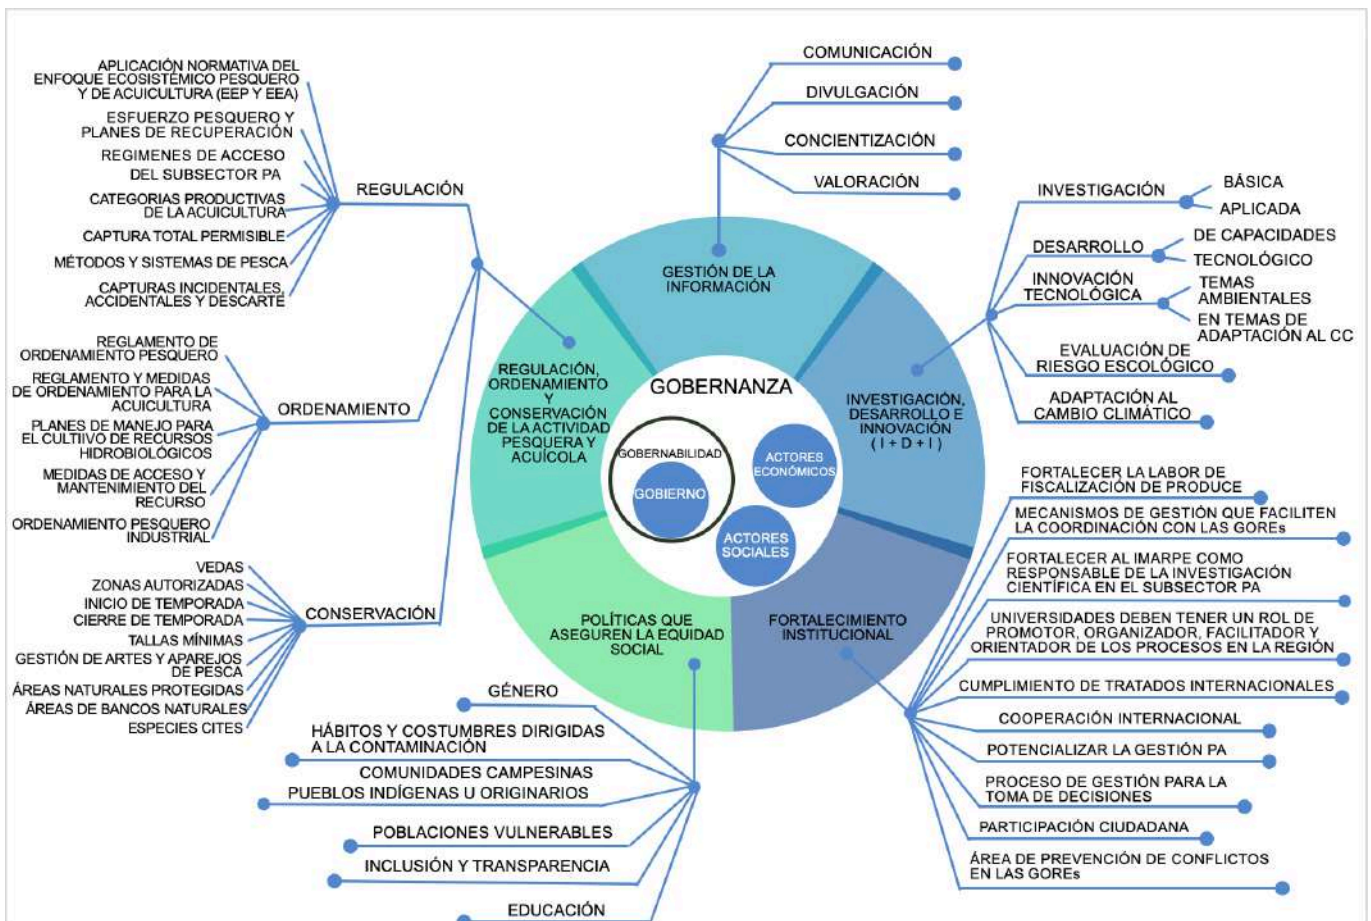 COMUNICACIÓN
DIVULGACIÓN
CONCIENTIZACIÓN
VALORACIÓN
APLICACIÓN NORMATIVA DEL
ENFOQUE ECOSISTÉMICO PESQUERO
Y DE ACUICULTURA (EEP Y EEA)
ESFUERZO PESQUERO Y
PLANES DE RECUPERACIÓN
REGIMENES DE ACCESO
DEL SUBSECTOR PA
CATEGORIAS PRODUCTIVAS
DE LA ACUICULTURA
CAPTURA TOTAL PERMISIBLE
MÉTODOS Y SISTEMAS DE PESCA
CAPTURAS INCIDENTALES,
ACCIDENTALES Y DESCARTE
REGULACIÓN
REGLAMENTO DE
ORDENAMIENTO PESQUERO
REGLAMENTO Y MEDIDAS
DE ORDENAMIENTO PARA LA
ACUICULTURA
PLANES DE MANEJO PARA
EL CULTIVO DE RECURSOS
HIDROBIOLÓGICOS
MEDIDAS DE ACCESO Y
MANTENIMIENTO DEL
RECURSO
ORDENAMIENTO PESQUERO
INDUSTRIAL
ORDENAMIENTO
VEDAS
ZONAS AUTORIZADAS
INICIO DE TEMPORADA
CIERRE DE TEMPORADA
TALLAS MÍNIMAS
GESTIÓN DE ARTES Y APAREJOS
DE PESCA
ÁREAS NATURALES PROTEGIDAS
ÁREAS DE BANCOS NATURALES
ESPECIES CITES
CONSERVACIÓN
GESTIÓN DE LA
INFORMACIÓN
REGULACIÓN,
ORDENAMIENTO
Y
CONSERVACIÓN
DE LA ACTIVIDAD
PESQUERA Y
ACUÍCOLA
GOBERNANZA
GOBERNABILIDAD
GOBIERNO
ACTORES
ECONÓMICOS
ACTORES
SOCIALES
INVESTIGACIÓN,
DESARROLLO E
INNOVACIÓN
( I + D + I )
POLÍTICAS QUE
ASEGUREN LA EQUIDAD
SOCIAL
FORTALECIMIENTO
INSTITUCIONAL
INVESTIGACIÓN
BÁSICA
APLICADA
DESARROLLO
DE CAPACIDADES
TECNOLÓGICO
INNOVACIÓN
TECNOLÓGICA
TEMAS
AMBIENTALES
EN TEMAS DE
ADAPTACIÓN AL CC
EVALUACIÓN DE
RIESGO ESCOLÓGICO
ADAPTACIÓN AL
CAMBIO CLIMÁTICO
FORTALECER LA LABOR DE
FISCALIZACIÓN DE PRODUCE
MECANISMOS DE GESTIÓN QUE FACILITEN
LA COORDINACIÓN CON LAS GOREs
FORTALECER AL IMARPE COMO
RESPONSABLE DE LA INVESTIGACIÓN
CIENTÍFICA EN EL SUBSECTOR PA
UNIVERSIDADES DEBEN TENER UN ROL DE
PROMOTOR, ORGANIZADOR, FACILITADOR Y
ORIENTADOR DE LOS PROCESOS EN LA REGIÓN
CUMPLIMIENTO DE TRATADOS INTERNACIONALES
COOPERACIÓN INTERNACIONAL
POTENCIALIZAR LA GESTIÓN PA
PROCESO DE GESTIÓN PARA LA
TOMA DE DECISIONES
PARTICIPACIÓN CIUDADANA
ÁREA DE PREVENCIÓN DE CONFLICTOS
EN LAS GOREs
GÉNERO
HÁBITOS Y COSTUMBRES DIRIGIDAS
A LA CONTAMINACIÓN
COMUNIDADES CAMPESINAS
PUEBLOS INDÍGENAS U ORIGINARIOS
POBLACIONES VULNERABLES
INCLUSIÓN Y TRANSPARENCIA
EDUCACIÓN